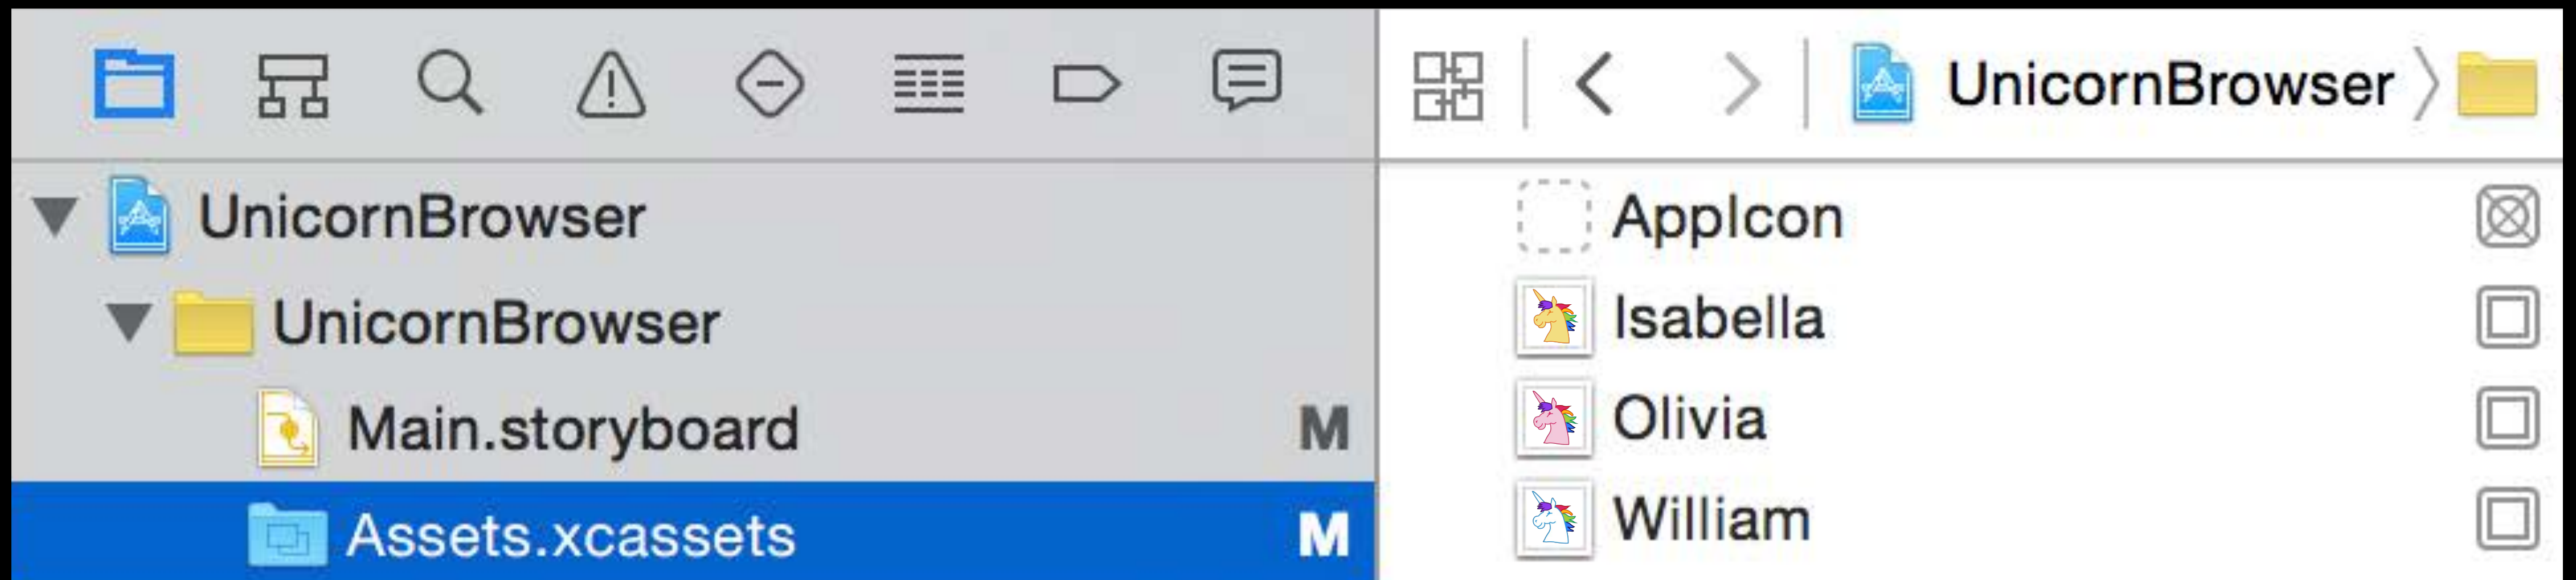 UnicornBrowser
UnicornBrowser
UnicornBrowser
Main.storyboard M
Assets.xcassets M
AppIcon
Isabella
Olivia
William